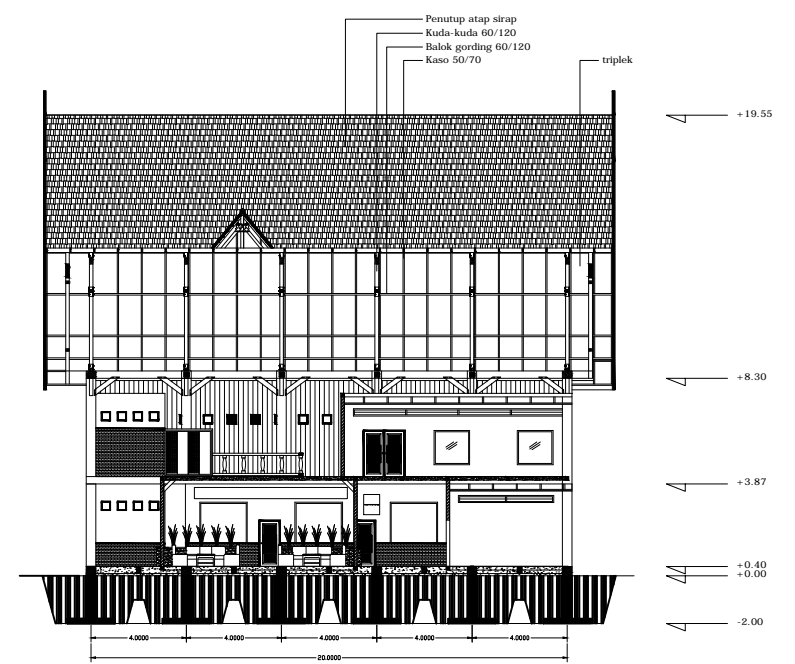 Penutup atap sirap
Kuda-kuda 60/120
Balok gording 60/120
Kaso 50/70
triplek
+19.55
+8.30
+3.87
+0.40
+0.00
-2.00
4.0000
4.0000
4.0000
4.0000
4.0000
20.0000